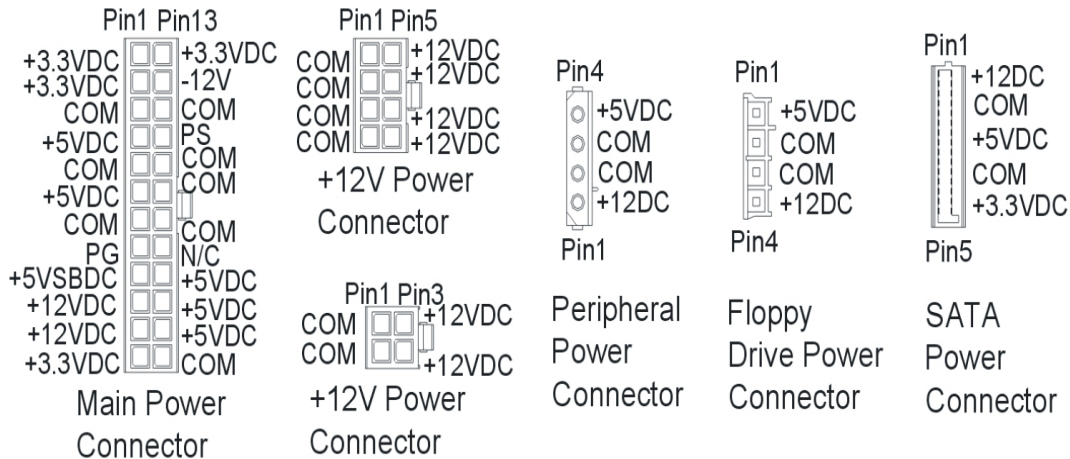 Pin1 Pin13
+3.3VDC +3.3VDC
+3.3VDC -12V
COM COM
+5VDC PS
COM COM
+5VDC COM
COM COM
PG N/C
+5VSBDC +5VDC
+12VDC +5VDC
+12VDC +5VDC
+3.3VDC COM
Main Power
Connector
Pin1 Pin5
COM +12VDC
COM +12VDC
COM +12VDC
COM +12VDC
+12V Power
Connector
Pin1 Pin3
COM +12VDC
COM +12VDC
+12V Power
Connector
Pin4
+5VDC
COM
COM
+12DC
Pin1
Peripheral
Power
Connector
Pin1
+5VDC
COM
COM
+12DC
Pin4
Floppy
Drive Power
Connector
Pin1
+12DC
COM
+5VDC
COM
+3.3VDC
Pin5
SATA
Power
Connector